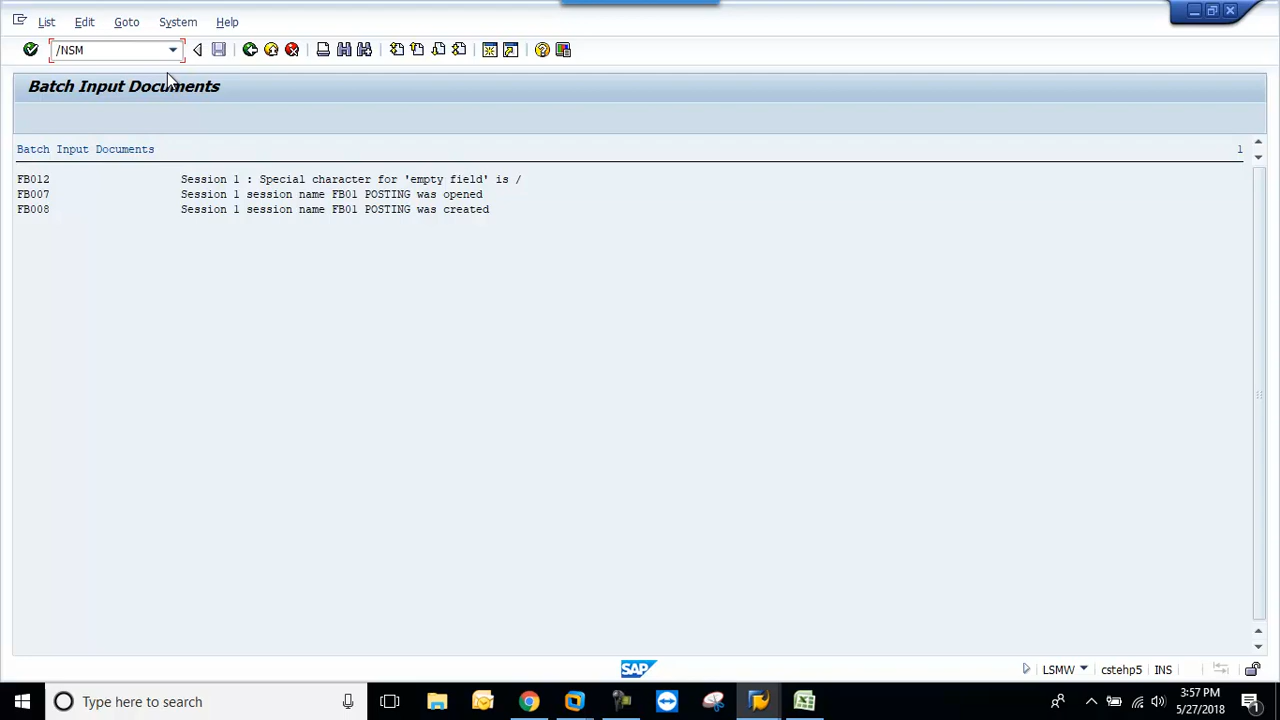 List Edit Goto System Help
/NSM
Batch Input Documents
Batch Input Documents 1
FB012 Session 1 : Special character for 'empty field' is /
FB007 Session 1 session name FB01 POSTING was opened
FB008 Session 1 session name FB01 POSTING was created
SAP
LSMW cstehp5 INS
Type here to search
3:57 PM
5/27/2018
1